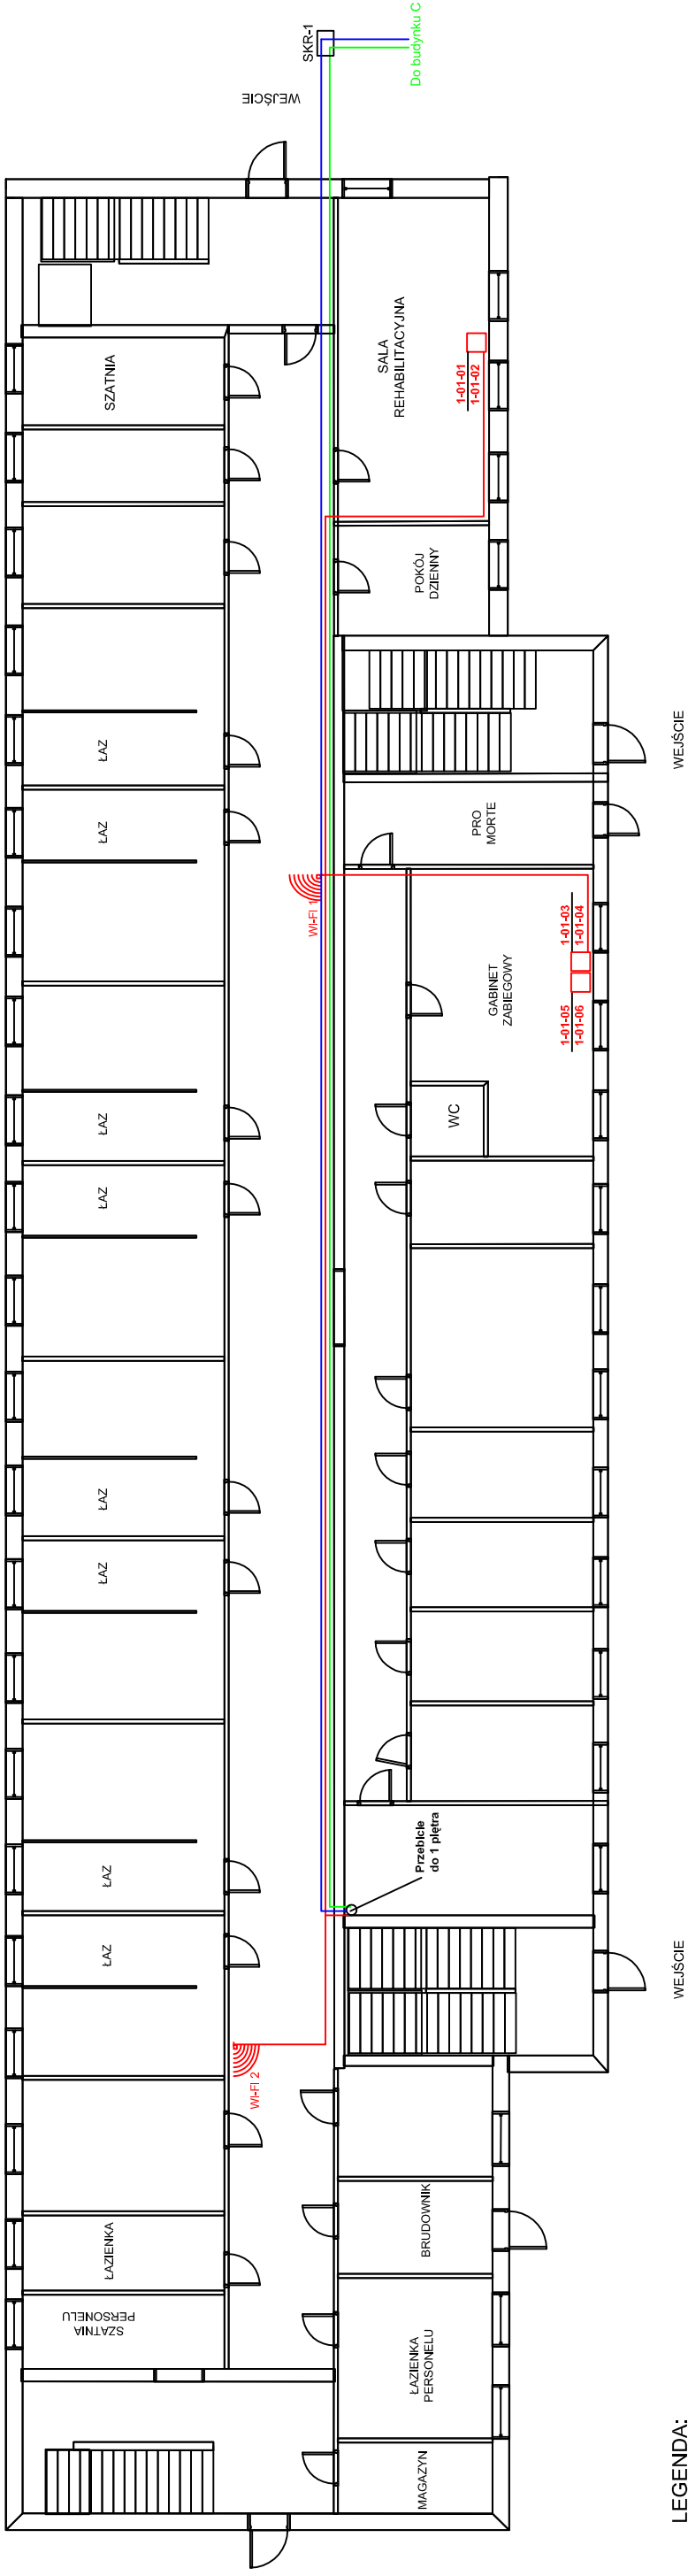 SKR-1
Do budynku C
WEJŚCIE
SZATNIA
SALA
REHABILITACYJNA
1-01-01
1-01-02
POKÓJ
DZIENNY
ŁAZ
WEJŚCIE
ŁAZ
PRO
MORTE
WI-FI 1
1-01-03
1-01-04
GABINET
ZABIEGOWY
1-01-05
1-01-06
ŁAZ
WC
ŁAZ
ŁAZ
ŁAZ
Przebicie
do 1 piętra
ŁAZ
ŁAZ
WEJŚCIE
WI-FI 2
BRUDOWNIK
ŁAZIENKA
SZATNIA
PERSONELU
ŁAZIENKA
PERSONELU
MAGAZYN
LEGENDA: